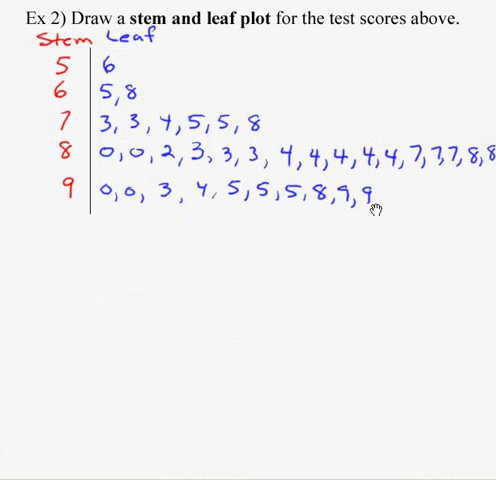 Ex 2) Draw a stem and leaf plot for the test scores above.
Stem Leaf
5 6
6 5, 8
7 3, 3, 4, 5, 5, 8
8 0, 0, 2, 3, 3, 3, 4, 4, 4, 4, 4, 7, 7, 7, 8, 8
9 0, 0, 3, 4, 5, 5, 5, 8, 9, 9